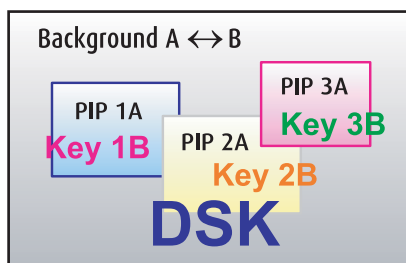 Background A ↔ B
PIP 1A
Key 1B
PIP 2A
Key 2B
PIP 3A
Key 3B
DSK